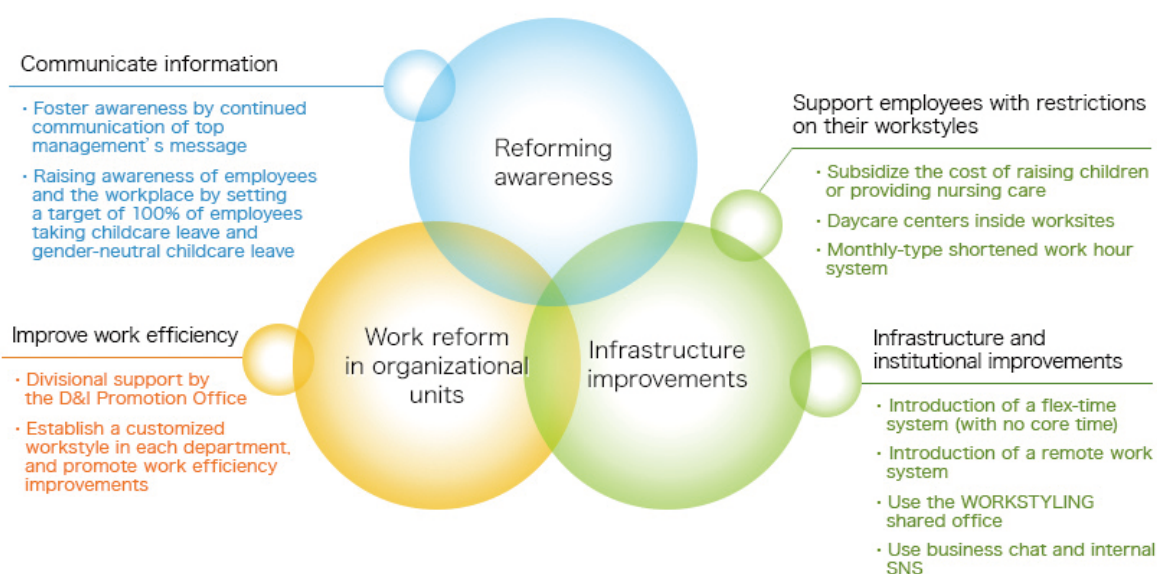 Communicate information
・Foster awareness by continued
communication of top
management's message
・Raising awareness of employees
and the workplace by setting
a target of 100% of employees
taking childcare leave and
gender-neutral childcare leave
Reforming
awareness
Support employees with restrictions
on their workstyles
・Subsidize the cost of raising children
or providing nursing care
・Daycare centers inside worksites
・Monthly-type shortened work hour
system
Improve work efficiency
・Divisional support by
the D&I Promotion Office
・Establish a customized
workstyle in each department,
and promote work efficiency
improvements
Work reform
in organizational
units
Infrastructure
improvements
Infrastructure and
institutional improvements
・Introduction of a flex-time
system (with no core time)
・Introduction of a remote work
system
・Use the WORKSTYLING
shared office
・Use business chat and internal
SNS